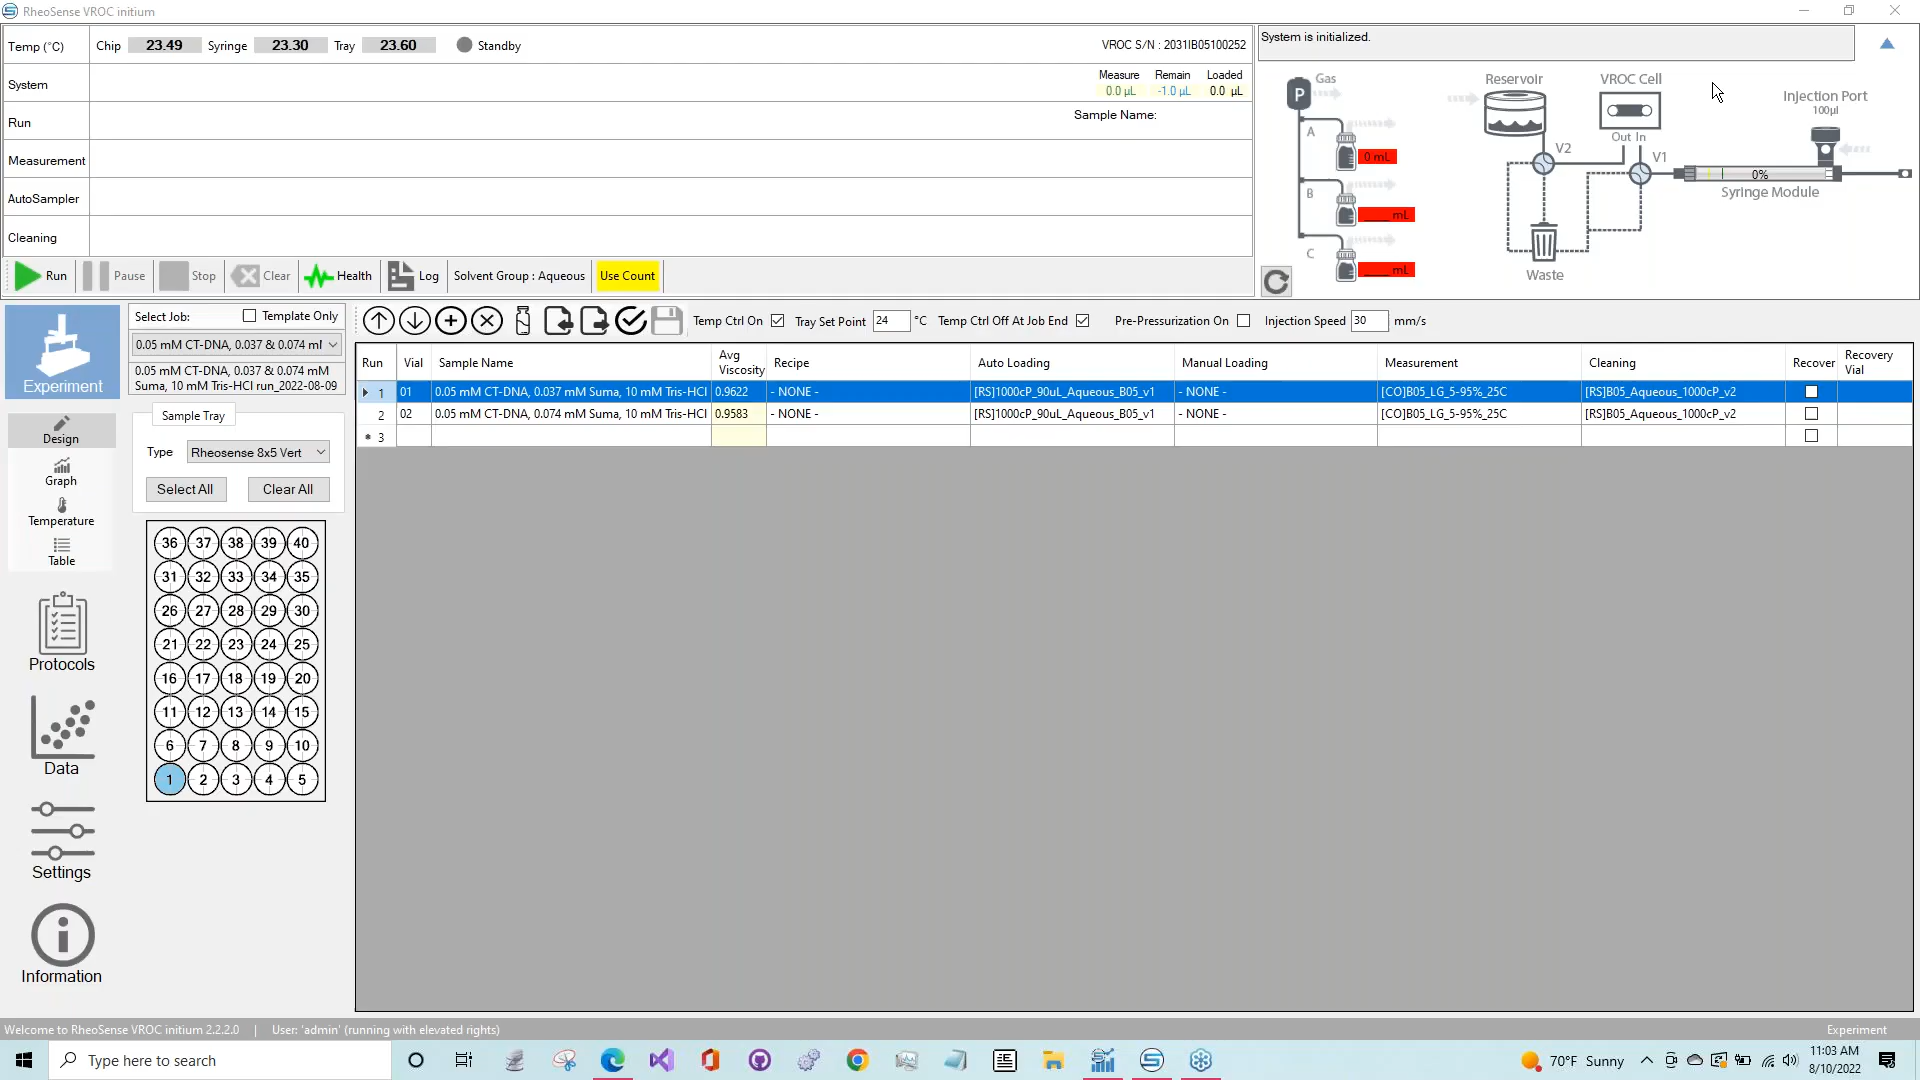 RheoSense VROC initium
Temp (°C) Chip 23.49 Syringe 23.30 Tray 23.60 Standby VROC S/N : 2031IB05100252
System Measure Remain Loaded
0.0 µL -1.0 µL 0.0 µL
Run Sample Name:
Measurement
AutoSampler
Cleaning
Run Pause Stop Clear Health Log Solvent Group : Aqueous Use Count
System is initialized.
Gas Reservoir VROC Cell Injection Port
100µl
P
A
0 mL
Out In
V2 V1
0%
Syringe Module
B
____ mL
C
____ mL
Waste
Experiment
Design
Graph
Temperature
Table
Protocols
Data
Settings
Information
Select Job: Template Only
0.05 mM CT-DNA, 0.037 & 0.074 mM
0.05 mM CT-DNA, 0.037 & 0.074 mM
Suma, 10 mM Tris-HCl run_2022-08-09
Sample Tray
Type Rheosense 8x5 Vert
Select All Clear All
36 37 38 39 40
31 32 33 34 35
26 27 28 29 30
21 22 23 24 25
16 17 18 19 20
11 12 13 14 15
6 7 8 9 10
1 2 3 4 5
Temp Ctrl On Tray Set Point 24 °C Temp Ctrl Off At Job End Pre-Pressurization On Injection Speed 30 mm/s
Run Vial Sample Name Avg Viscosity Recipe Auto Loading Manual Loading Measurement Cleaning Recover Recovery Vial
1 01 0.05 mM CT-DNA, 0.037 mM Suma, 10 mM Tris-HCl 0.9622 - NONE - [RS]1000cP_90uL_Aqueous_B05_v1 - NONE - [CO]B05_LG_5-95%_25C [RS]B05_Aqueous_1000cP_v2
2 02 0.05 mM CT-DNA, 0.074 mM Suma, 10 mM Tris-HCl 0.9583 - NONE - [RS]1000cP_90uL_Aqueous_B05_v1 - NONE - [CO]B05_LG_5-95%_25C [RS]B05_Aqueous_1000cP_v2
* 3
Welcome to RheoSense VROC initium 2.2.2.0 | User: 'admin' (running with elevated rights) Experiment
Type here to search
70°F Sunny
11:03 AM
8/10/2022